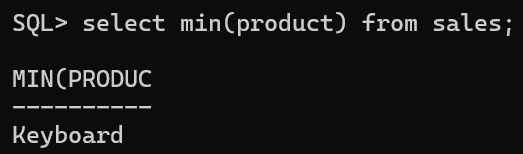 SQL> select min(product) from sales;
MIN(PRODUC
----------
Keyboard